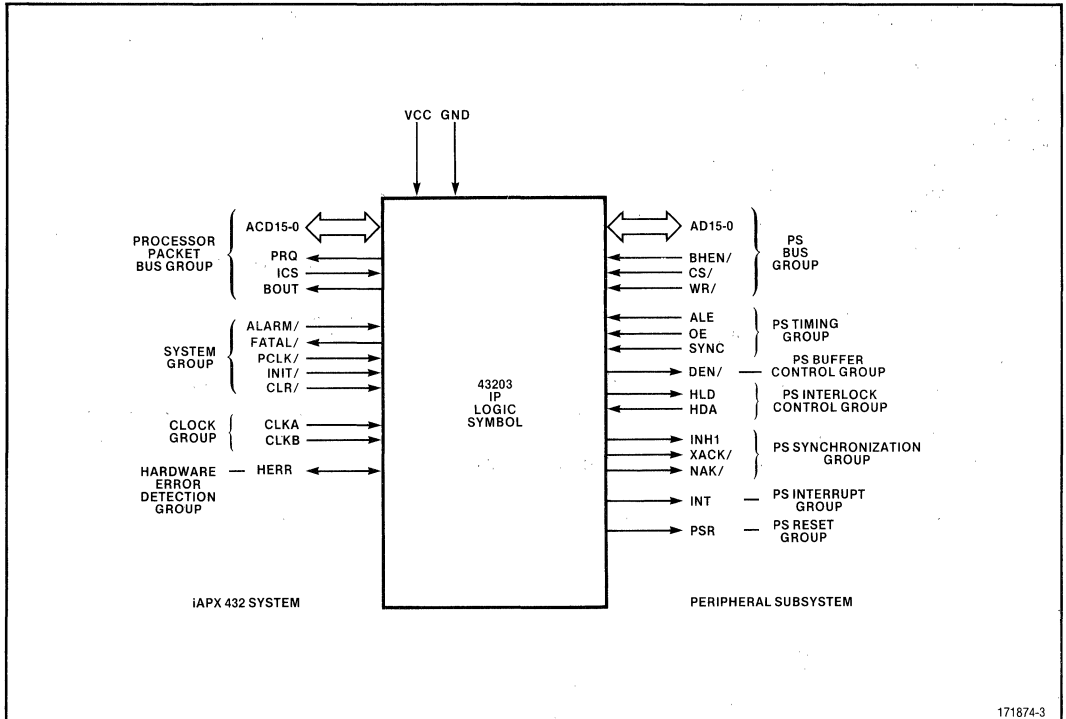 VCC GND
PROCESSOR
PACKET
BUS GROUP
ACD15-0
PRQ
ICS
BOUT
SYSTEM
GROUP
ALARM/
FATAL/
PCLK/
INIT/
CLR/
CLOCK
GROUP
CLKA
CLKB
HARDWARE
ERROR
DETECTION
GROUP
HERR
43203
IP
LOGIC
SYMBOL
AD15-0
BHEN/
CS/
WR/
PS
BUS
GROUP
ALE
OE
SYNC
PS TIMING
GROUP
DEN/
PS BUFFER
CONTROL GROUP
HLD
HDA
PS INTERLOCK
CONTROL GROUP
INH1
XACK/
NAK/
PS SYNCHRONIZATION
GROUP
INT
PS INTERRUPT
GROUP
PSR
PS RESET
GROUP
iAPX 432 SYSTEM
PERIPHERAL SUBSYSTEM
171874-3